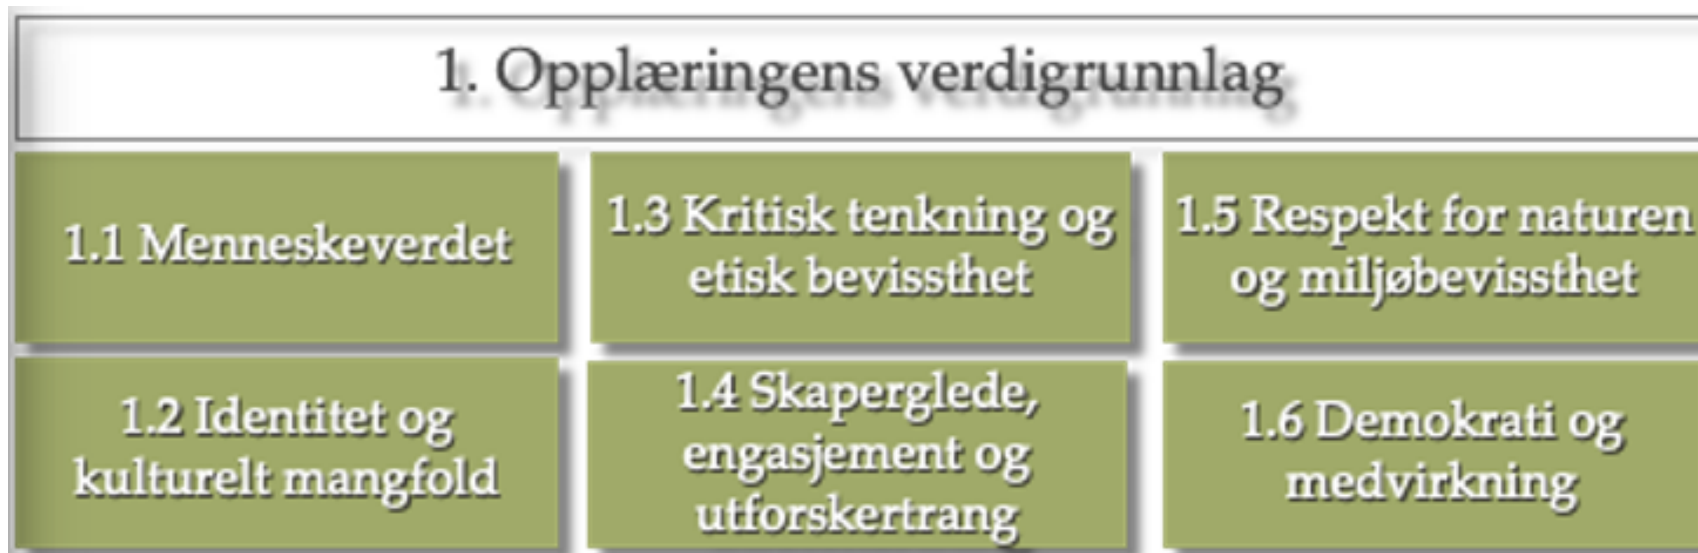 1. Opplæringens verdigrunnlag
1.1 Menneskeverdet
1.2 Identitet og
kulturelt mangfold
1.3 Kritisk tenkning og
etisk bevissthet
1.4 Skaperglede,
engasjement og
utforskertrang
1.5 Respekt for naturen
og miljøbevissthet
1.6 Demokrati og
medvirkning